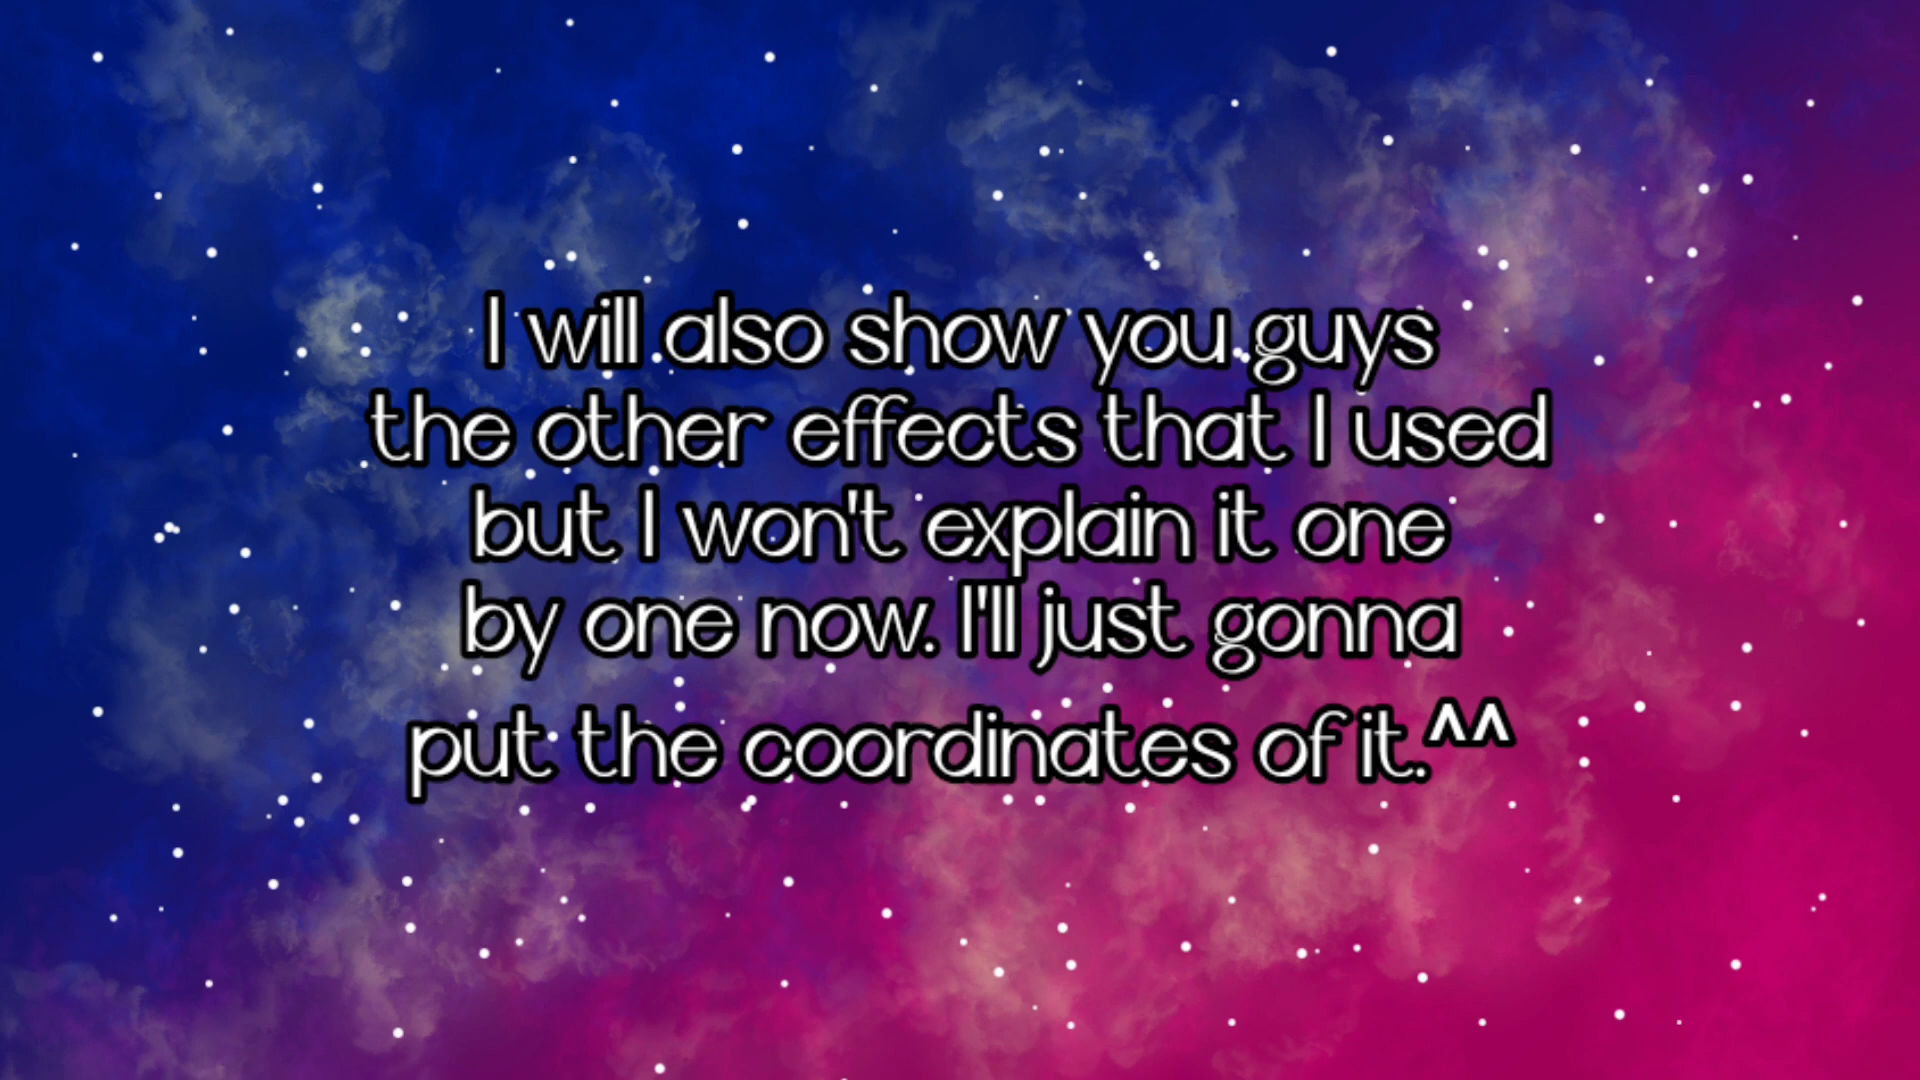 I will also show you guys
the other effects that I used
but I won't explain it one
by one now. I'll just gonna
put the coordinates of it.^^